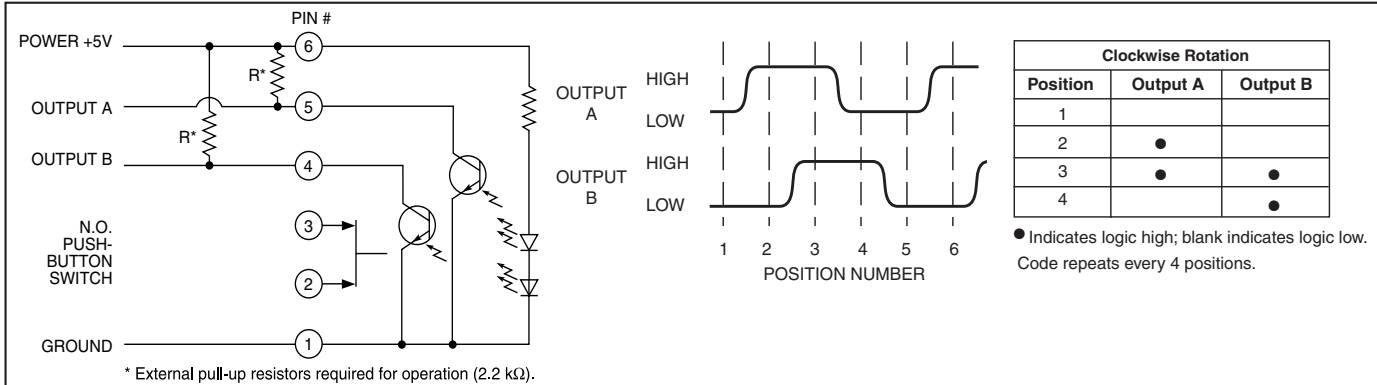 PIN #
POWER +5V
6
R*
OUTPUT A
5
R*
OUTPUT B
4
N.O.
PUSH-
BUTTON
SWITCH
3
2
GROUND
1
* External pull-up resistors required for operation (2.2 kΩ).
OUTPUT
A
HIGH
LOW
OUTPUT
B
HIGH
LOW
1 2 3 4 5 6
POSITION NUMBER
Clockwise Rotation
Position Output A Output B
1
2 ●
3 ● ●
4 ●
● Indicates logic high; blank indicates logic low.
Code repeats every 4 positions.